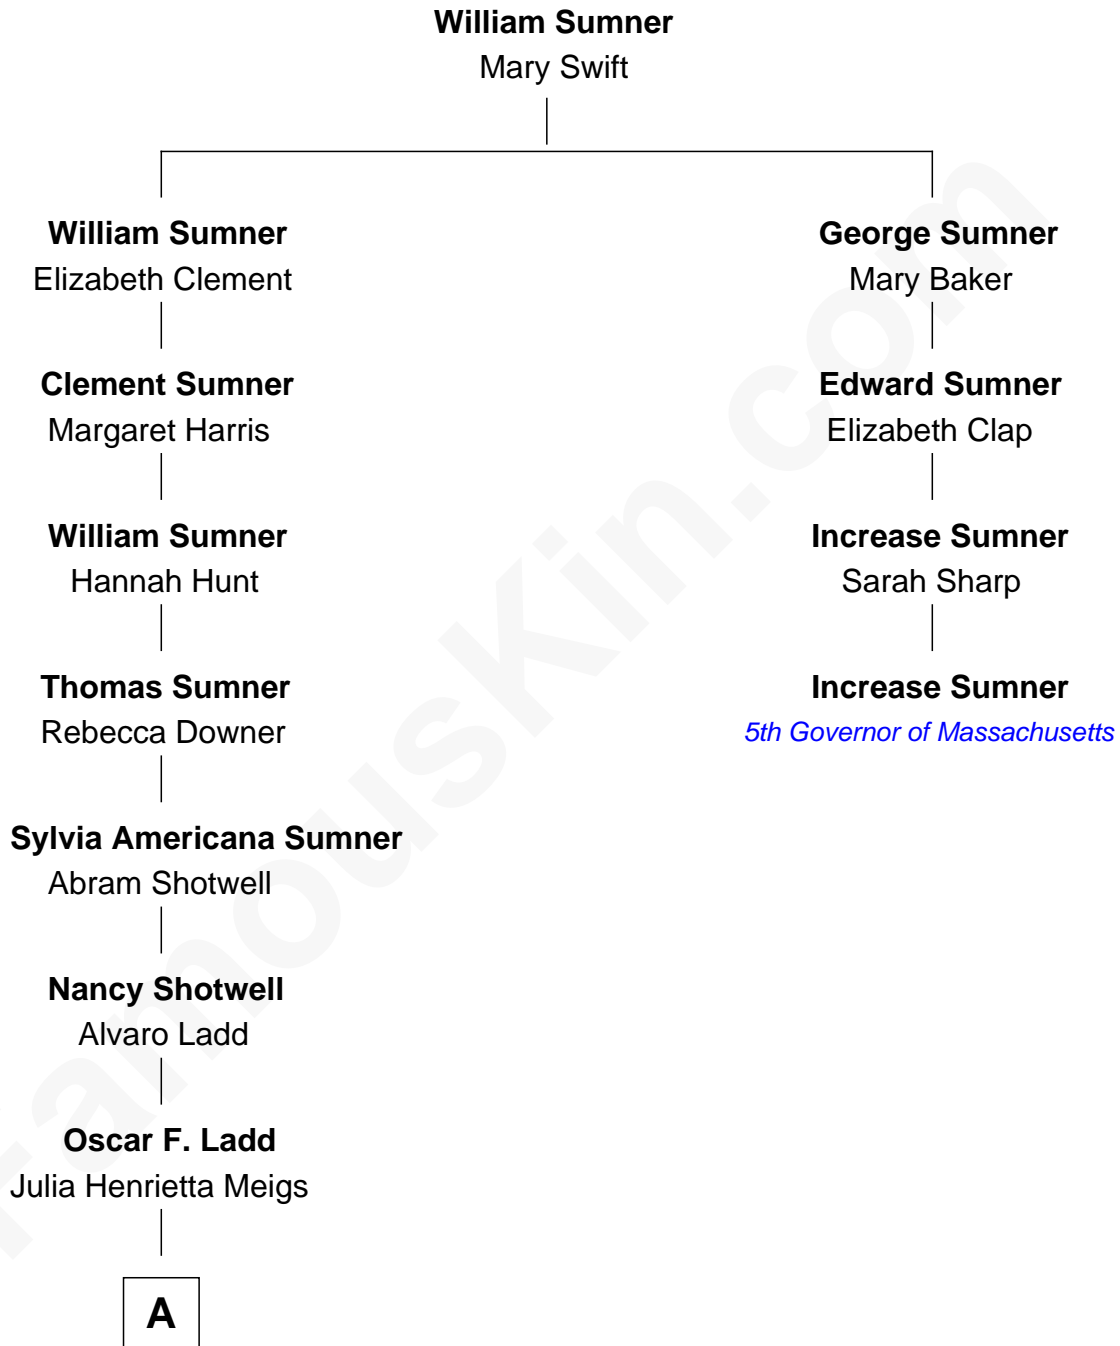 William Sumner
Mary Swift
William Sumner
Elizabeth Clement
George Sumner
Mary Baker
Clement Sumner
Margaret Harris
Edward Sumner
Elizabeth Clap
William Sumner
Hannah Hunt
Increase Sumner
Sarah Sharp
Thomas Sumner
Rebecca Downer
Increase Sumner
5th Governor of Massachusetts
Sylvia Americana Sumner
Abram Shotwell
Nancy Shotwell
Alvaro Ladd
Oscar F. Ladd
Julia Henrietta Meigs
A
FamousKin.com